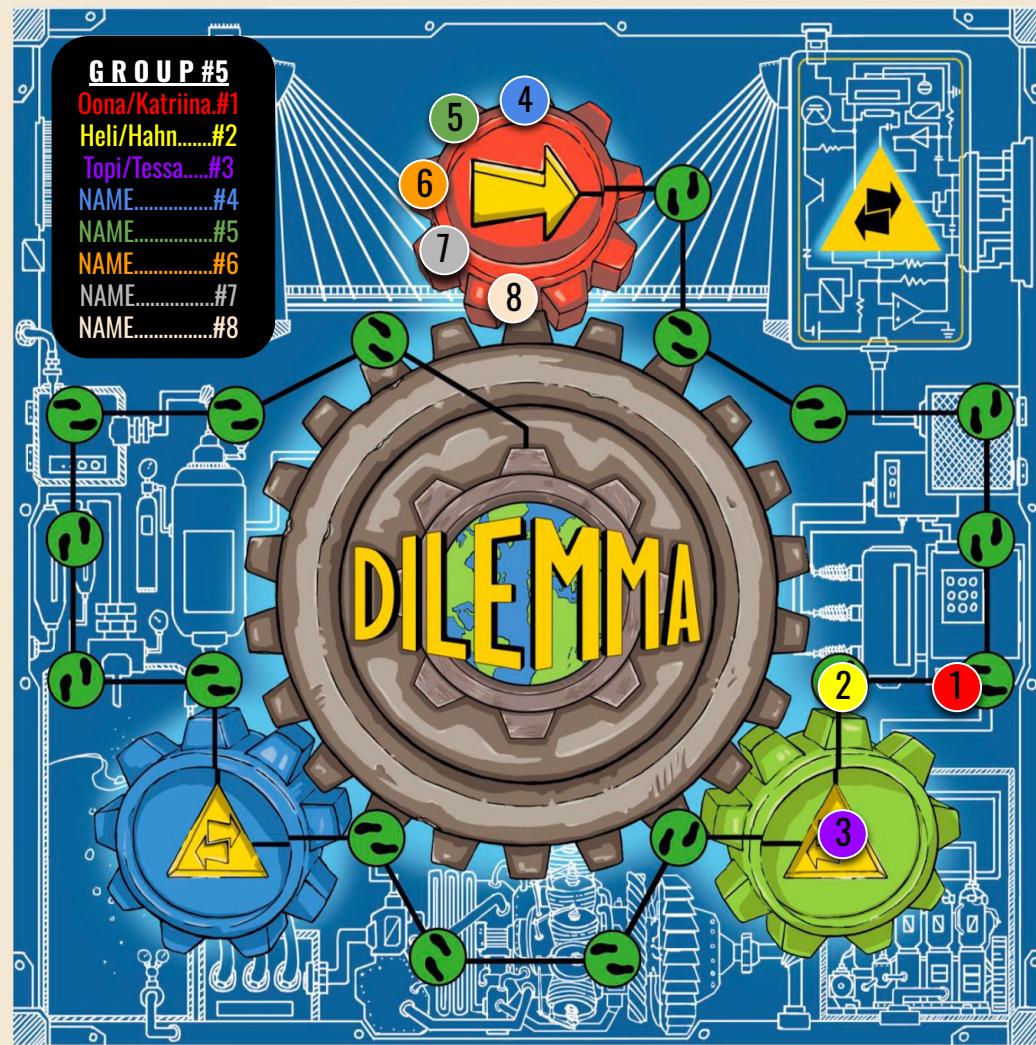 GROUP #5
Oona/Katriina.#1
Heli/Hahn.......#2
Topi/Tessa.....#3
NAME................#4
NAME................#5
NAME................#6
NAME................#7
NAME................#8
4
5
6
7
8
DILEMMA
2
1
3